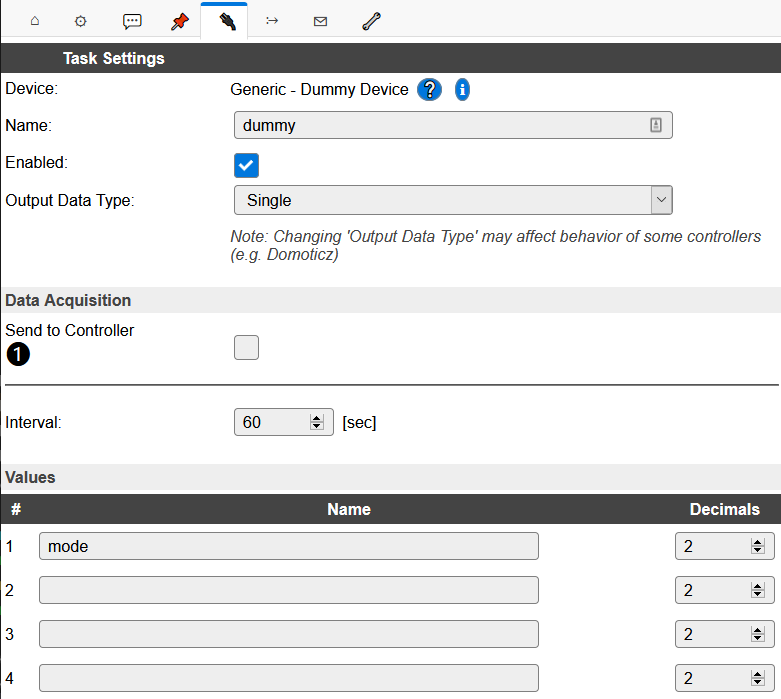 Task Settings
Device: Generic - Dummy Device ? i
Name: dummy
Enabled:
Output Data Type: Single
Note: Changing 'Output Data Type' may affect behavior of some controllers
(e.g. Domoticz)
Data Acquisition
Send to Controller
1
Interval: 60 [sec]
Values
# Name Decimals
1 mode 2
2 2
3 2
4 2